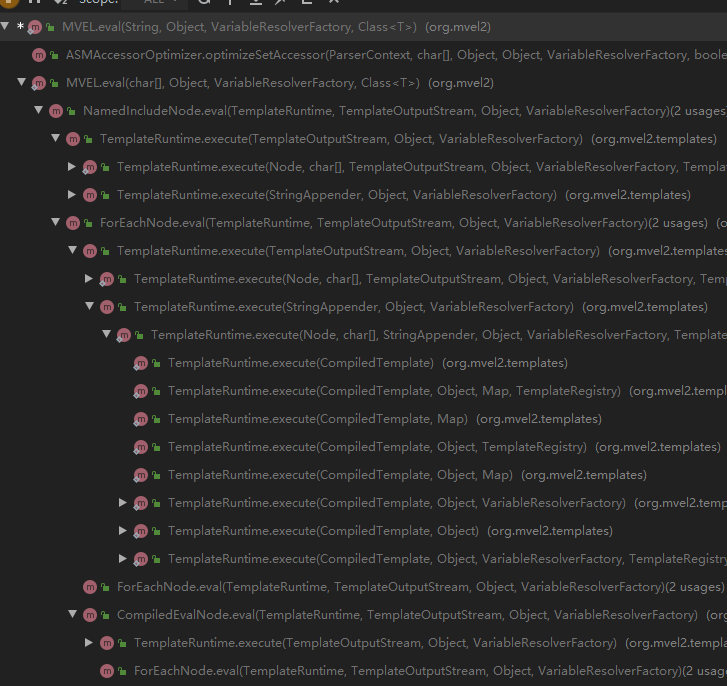 Scope: ALL
* m MVEL.eval(String, Object, VariableResolverFactory, Class<T>) (org.mvel2)
m ASMAccessorOptimizer.optimizeSetAccessor(ParserContext, char[], Object, Object, VariableResolverFactory, boole
m MVEL.eval(char[], Object, VariableResolverFactory, Class<T>) (org.mvel2)
m NamedIncludeNode.eval(TemplateRuntime, TemplateOutputStream, Object, VariableResolverFactory)(2 usages)
m TemplateRuntime.execute(TemplateOutputStream, Object, VariableResolverFactory) (org.mvel2.templates)
m TemplateRuntime.execute(Node, char[], TemplateOutputStream, Object, VariableResolverFactory, Templat
m TemplateRuntime.execute(StringAppender, Object, VariableResolverFactory) (org.mvel2.templates)
m ForEachNode.eval(TemplateRuntime, TemplateOutputStream, Object, VariableResolverFactory)(2 usages) (o
m TemplateRuntime.execute(TemplateOutputStream, Object, VariableResolverFactory) (org.mvel2.templates
m TemplateRuntime.execute(Node, char[], TemplateOutputStream, Object, VariableResolverFactory, Temp
m TemplateRuntime.execute(StringAppender, Object, VariableResolverFactory) (org.mvel2.templates)
m TemplateRuntime.execute(Node, char[], StringAppender, Object, VariableResolverFactory, Template
m TemplateRuntime.execute(CompiledTemplate) (org.mvel2.templates)
m TemplateRuntime.execute(CompiledTemplate, Object, Map, TemplateRegistry) (org.mvel2.templ
m TemplateRuntime.execute(CompiledTemplate, Map) (org.mvel2.templates)
m TemplateRuntime.execute(CompiledTemplate, Object, TemplateRegistry) (org.mvel2.templates)
m TemplateRuntime.execute(CompiledTemplate, Object, Map) (org.mvel2.templates)
m TemplateRuntime.execute(CompiledTemplate, Object, VariableResolverFactory) (org.mvel2.tem
m TemplateRuntime.execute(CompiledTemplate, Object) (org.mvel2.templates)
m TemplateRuntime.execute(CompiledTemplate, Object, VariableResolverFactory, TemplateRegistry
m ForEachNode.eval(TemplateRuntime, TemplateOutputStream, Object, VariableResolverFactory)(2 usages)
m CompiledEvalNode.eval(TemplateRuntime, TemplateOutputStream, Object, VariableResolverFactory) (org
m TemplateRuntime.execute(TemplateOutputStream, Object, VariableResolverFactory) (org.mvel2.templa
m ForEachNode.eval(TemplateRuntime, TemplateOutputStream, Object, VariableResolverFactory)(2 usag